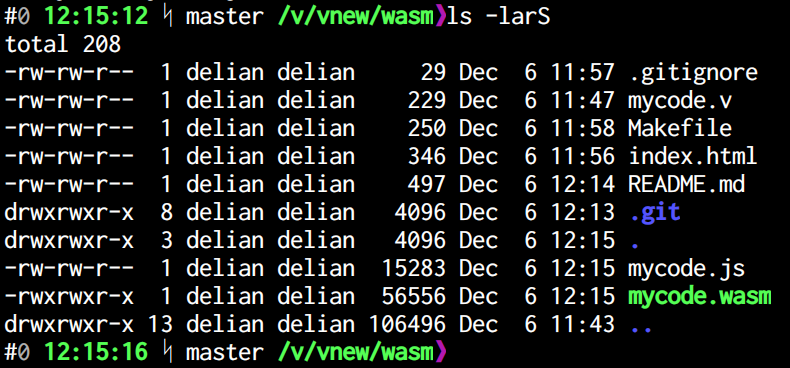 #0 12:15:12 ᛋ master /v/vnew/wasm❯ls -larS
total 208
-rw-rw-r--  1 delian delian     29 Dec  6 11:57 .gitignore
-rw-rw-r--  1 delian delian    229 Dec  6 11:47 mycode.v
-rw-rw-r--  1 delian delian    250 Dec  6 11:58 Makefile
-rw-rw-r--  1 delian delian    346 Dec  6 11:56 index.html
-rw-rw-r--  1 delian delian    497 Dec  6 12:14 README.md
drwxrwxr-x  8 delian delian   4096 Dec  6 12:13 .git
drwxrwxr-x  3 delian delian   4096 Dec  6 12:15 .
-rw-rw-r--  1 delian delian  15283 Dec  6 12:15 mycode.js
-rwxrwxr-x  1 delian delian  56556 Dec  6 12:15 mycode.wasm
drwxrwxr-x 13 delian delian 106496 Dec  6 11:43 ..
#0 12:15:16 ᛋ master /v/vnew/wasm❯